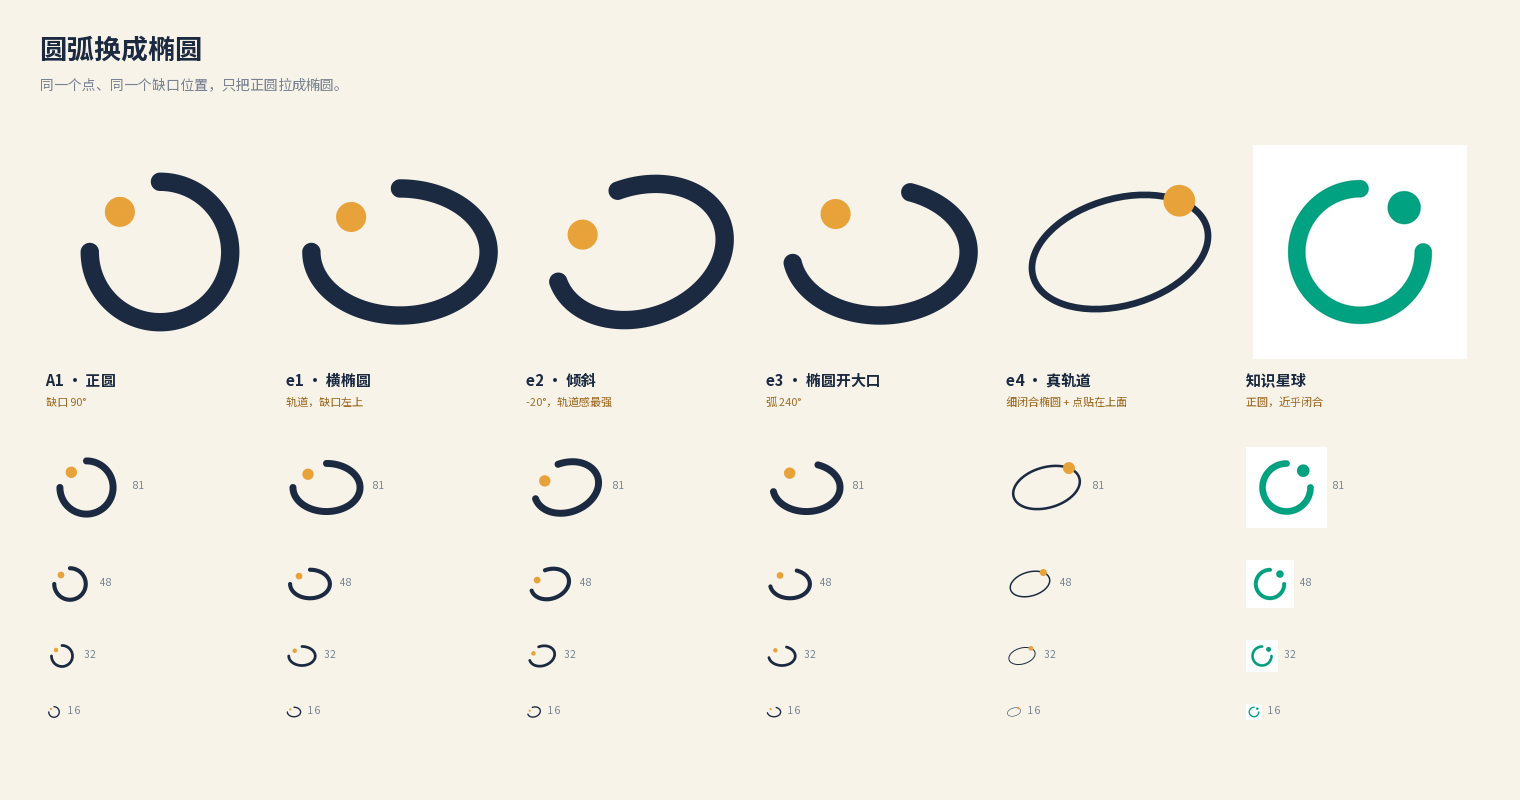 圆弧换成椭圆
同一个点、同一个缺口位置，只把正圆拉成椭圆。
A1 · 正圆
缺口 90°
e1 · 横椭圆
轨道，缺口左上
e2 · 倾斜
-20°，轨道感最强
e3 · 椭圆开大口
弧 240°
e4 · 真轨道
细闭合椭圆 + 点贴在上面
知识星球
正圆，近乎闭合
81 81 81 81 81 81
48 48 48 48 48 48
32 32 32 32 32 32
16 16 16 16 16 16